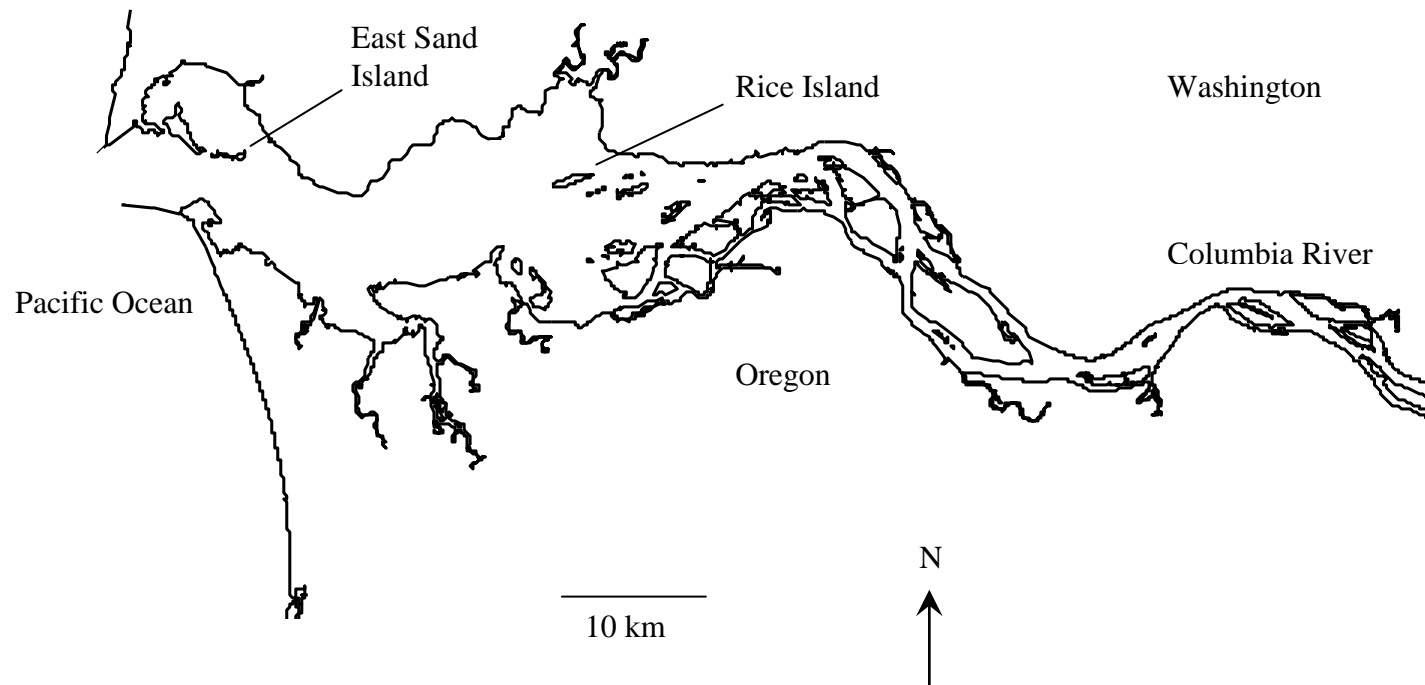 East Sand
Island
Rice Island
Washington
Columbia River
Pacific Ocean
Oregon
N
10 km